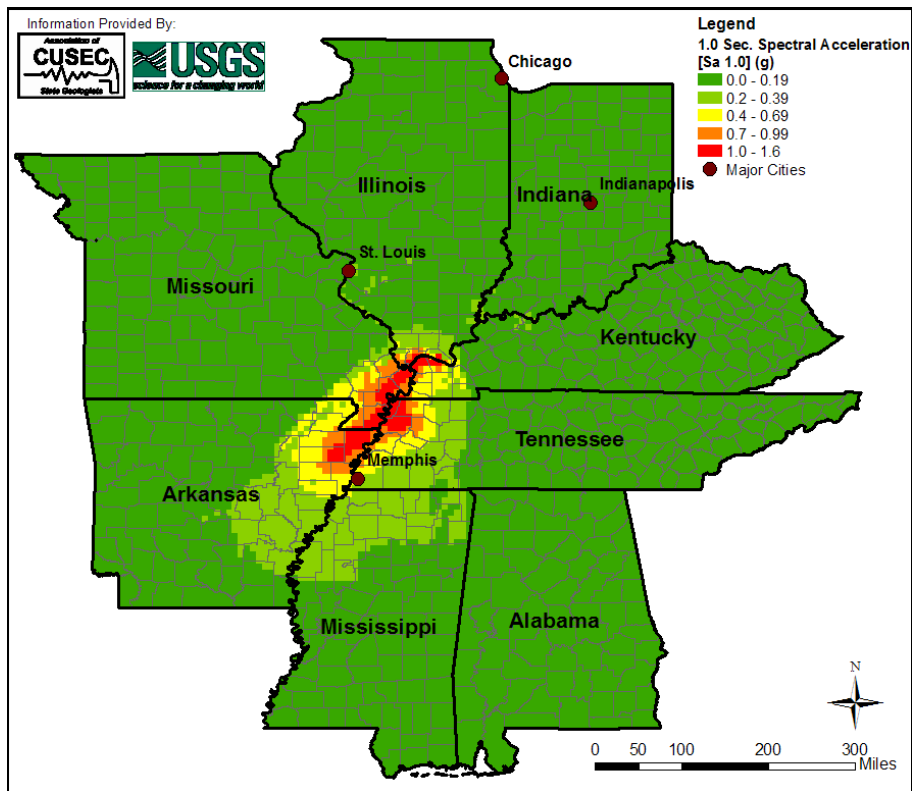 Information Provided By:
Association of
CUSEC
State Geologists
USGS
science for a changing world
Legend
1.0 Sec. Spectral Acceleration
[Sa 1.0] (g)
0.0 - 0.19
0.2 - 0.39
0.4 - 0.69
0.7 - 0.99
1.0 - 1.6
Major Cities
Chicago
Illinois
Indiana
Indianapolis
St. Louis
Missouri
Kentucky
Tennessee
Memphis
Arkansas
Mississippi
Alabama
N
0 50 100 200 300
Miles